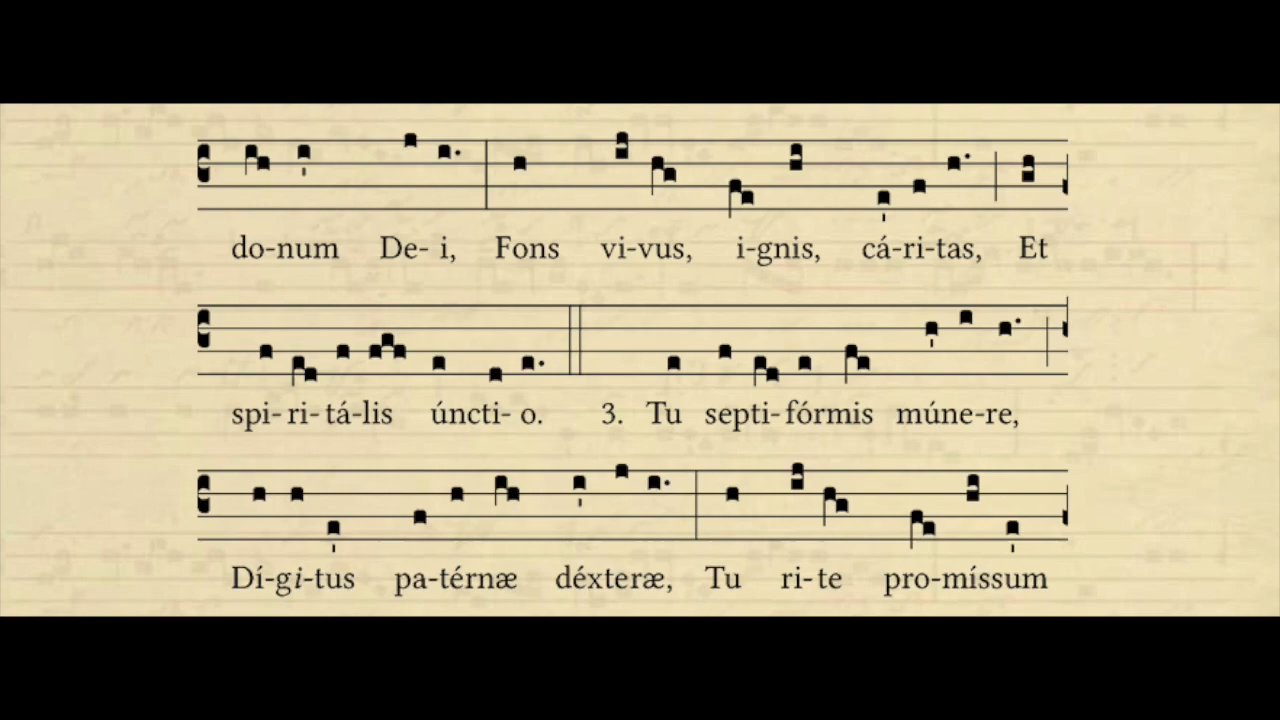 do-num De- i, Fons vi-vus, i-gnis, cá-ri-tas, Et
spi- ri- tá-lis úncti- o. 3. Tu septi- fórmis múne-re,
Dí-gi-tus pa-térnæ déxteræ, Tu ri-te pro-míssum